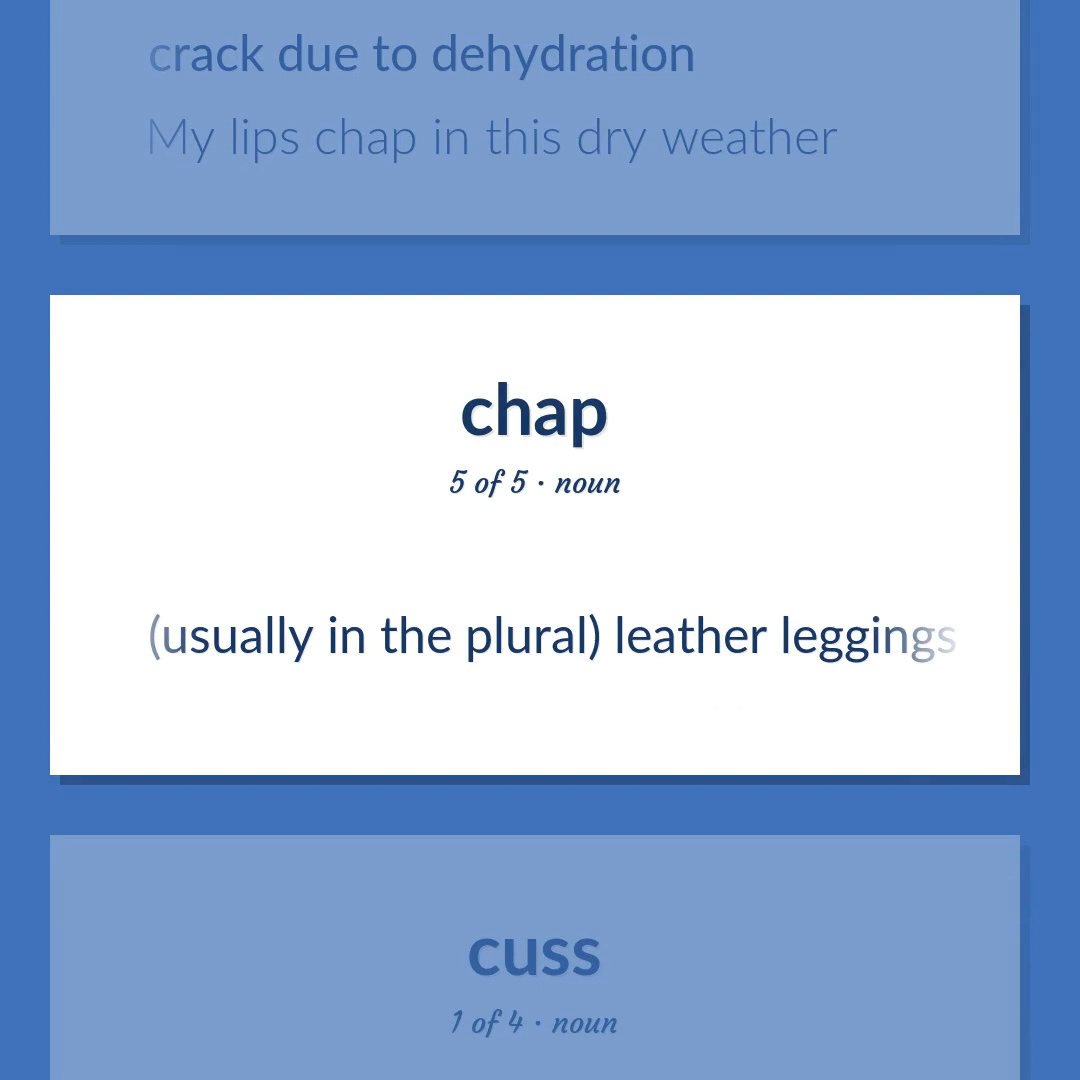 crack due to dehydration
My lips chap in this dry weather
chap
5 of 5 · noun
(usually in the plural) leather leggings
cuss
1 of 4 · noun